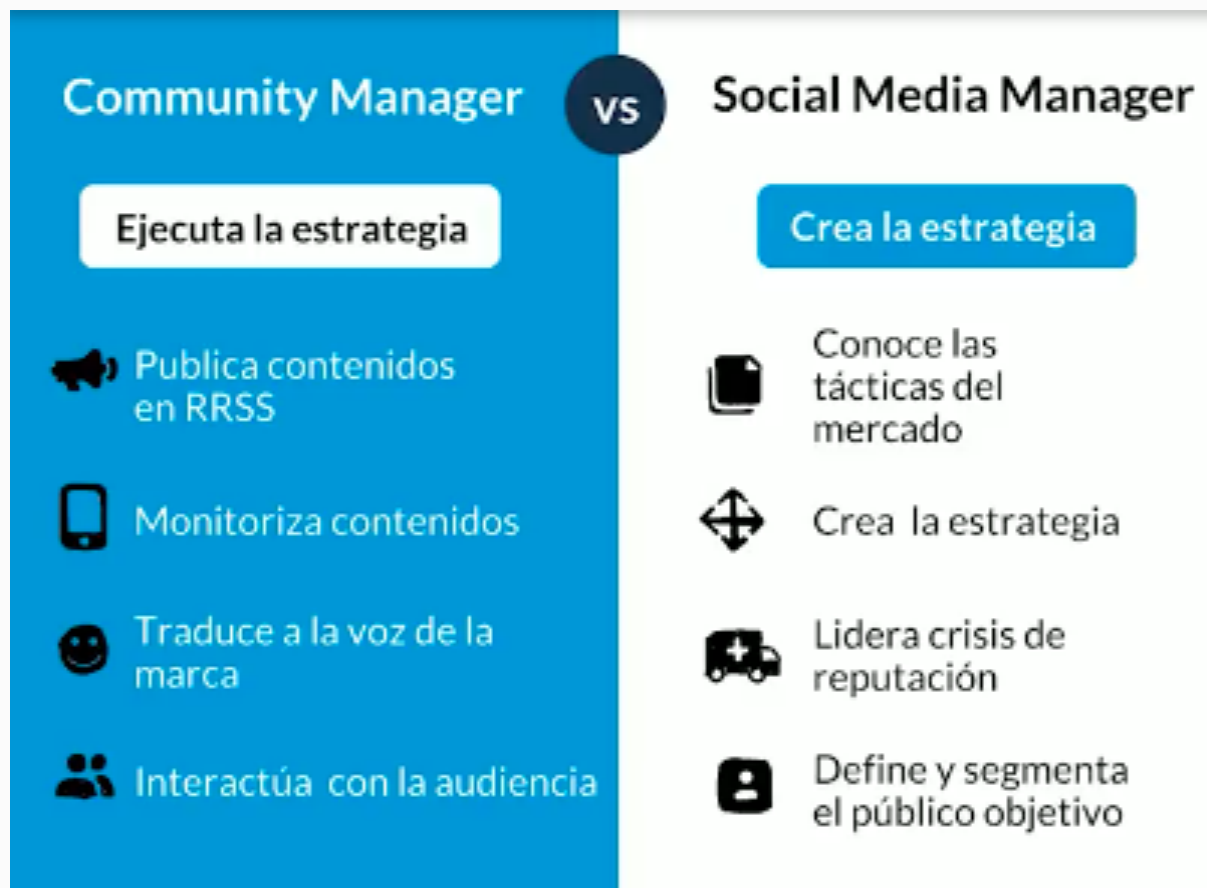 Community Manager
vs
Social Media Manager
Ejecuta la estrategia
Publica contenidos
en RRSS
Monitoriza contenidos
Traduce a la voz de la
marca
Interactúa con la audiencia
Crea la estrategia
Conoce las
tácticas del
mercado
Crea la estrategia
Lidera crisis de
reputación
Define y segmenta
el público objetivo